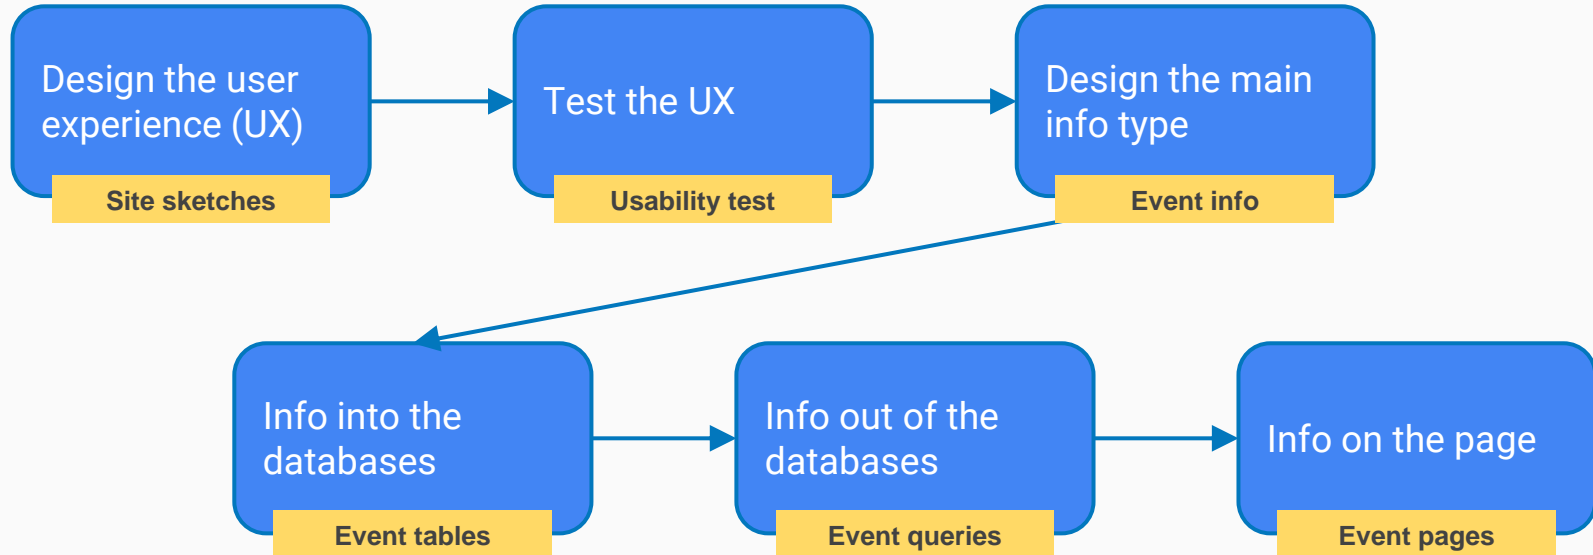 Design the user
experience (UX)
Site sketches
Test the UX
Usability test
Design the main
info type
Event info
Info into the
databases
Event tables
Info out of the
databases
Event queries
Info on the page
Event pages